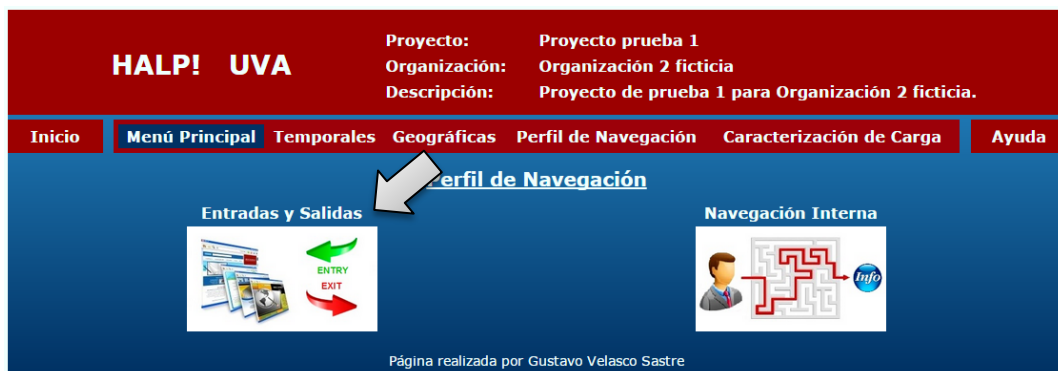 HALP! UVA
Proyecto: Proyecto prueba 1
Organización: Organización 2 ficticia
Descripción: Proyecto de prueba 1 para Organización 2 ficticia.
Inicio Menú Principal Temporales Geográficas Perfil de Navegación Caracterización de Carga Ayuda
Perfil de Navegación
Entradas y Salidas Navegación Interna
ENTRY
EXIT
Info
Página realizada por Gustavo Velasco Sastre